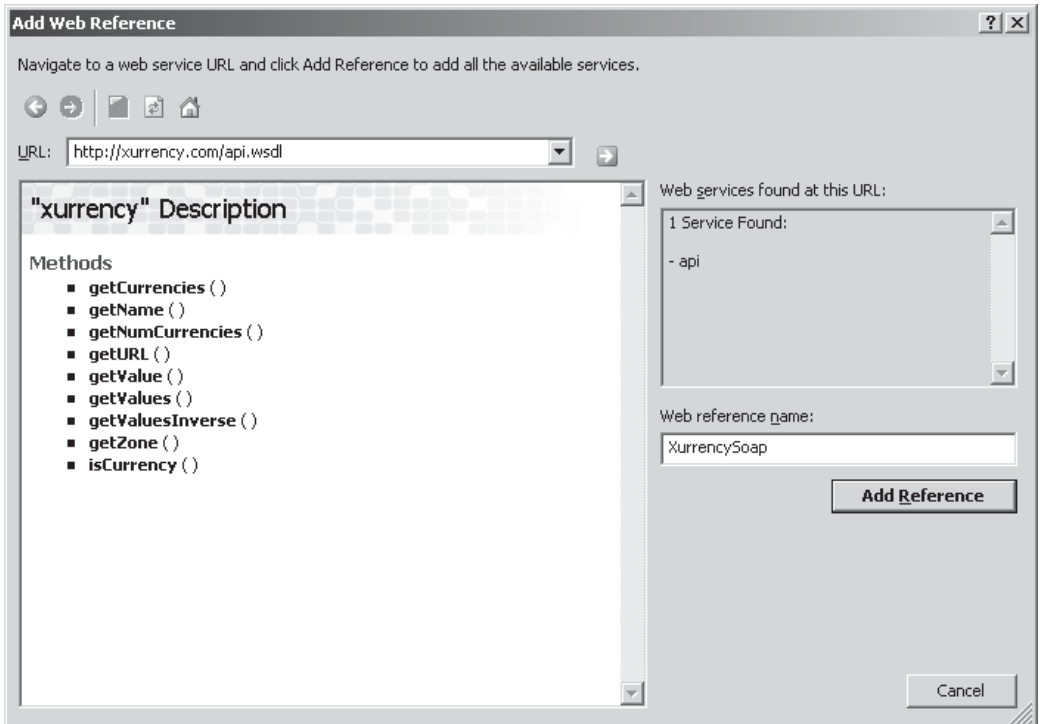 Add Web Reference
Navigate to a web service URL and click Add Reference to add all the available services.
URL: http://xurrency.com/api.wsdl
"xurrency" Description
Methods
getCurrencies ( )
getName ( )
getNumCurrencies ( )
getURL ( )
getValue ( )
getValues ( )
getValuesInverse ( )
getZone ( )
isCurrency ( )
Web services found at this URL:
1 Service Found:
- api
Web reference name:
XurrencySoap
Add Reference
Cancel